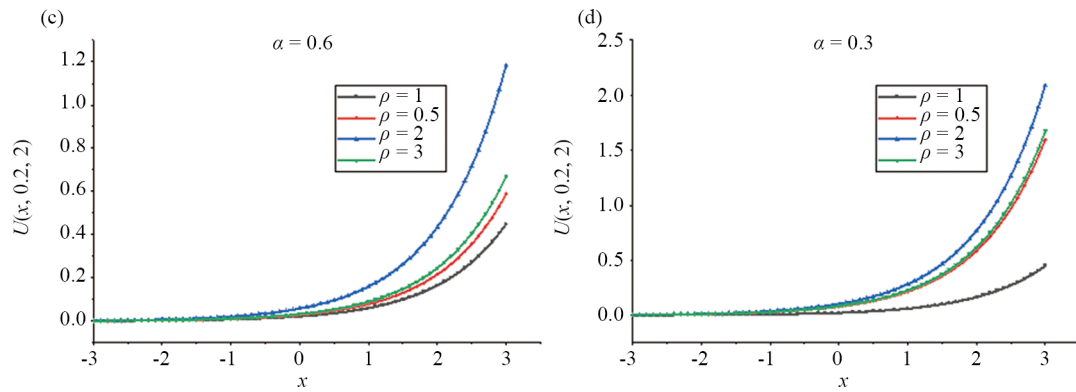 (c)
α = 0.6
1.2
1.0
0.8
0.6
0.4
0.2
0.0
U(x, 0.2, 2)
ρ = 1
ρ = 0.5
ρ = 2
ρ = 3
-3 -2 -1 0 1 2 3
x
(d)
α = 0.3
2.5
2.0
1.5
1.0
0.5
0.0
U(x, 0.2, 2)
ρ = 1
ρ = 0.5
ρ = 2
ρ = 3
-3 -2 -1 0 1 2 3
x